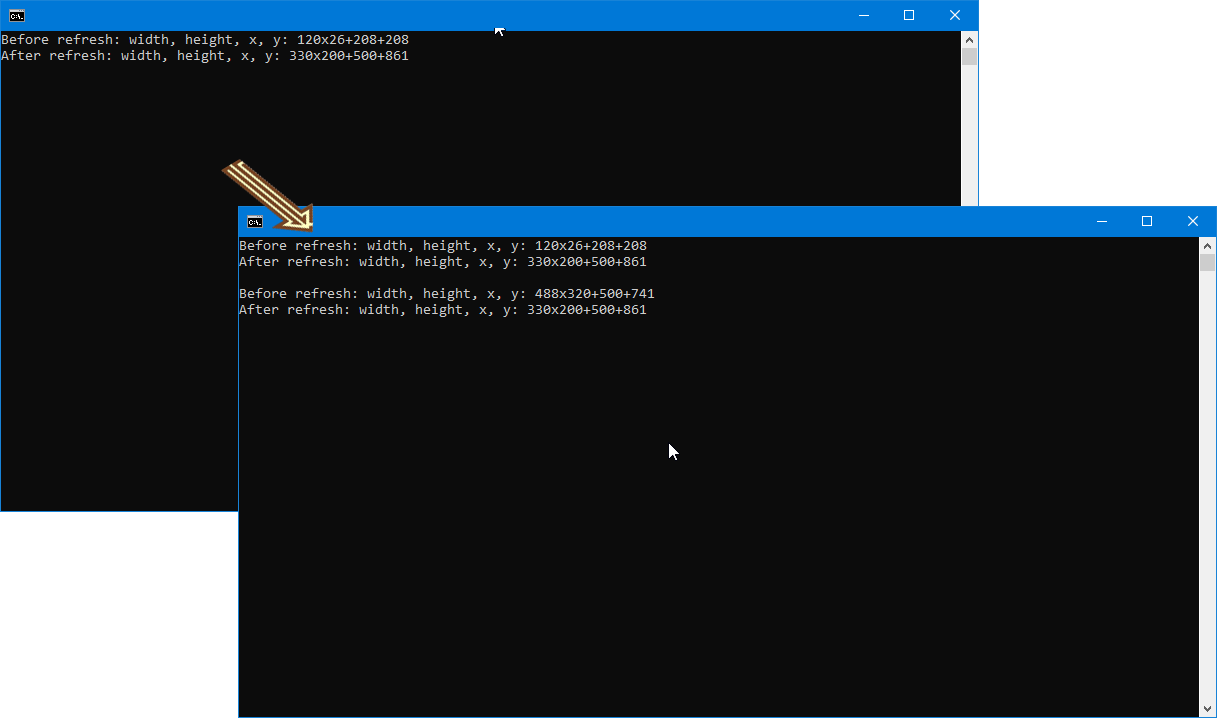 Before refresh: width, height, x, y: 120x26+208+208
After refresh: width, height, x, y: 330x200+500+861
Before refresh: width, height, x, y: 120x26+208+208
After refresh: width, height, x, y: 330x200+500+861
Before refresh: width, height, x, y: 488x320+500+741
After refresh: width, height, x, y: 330x200+500+861